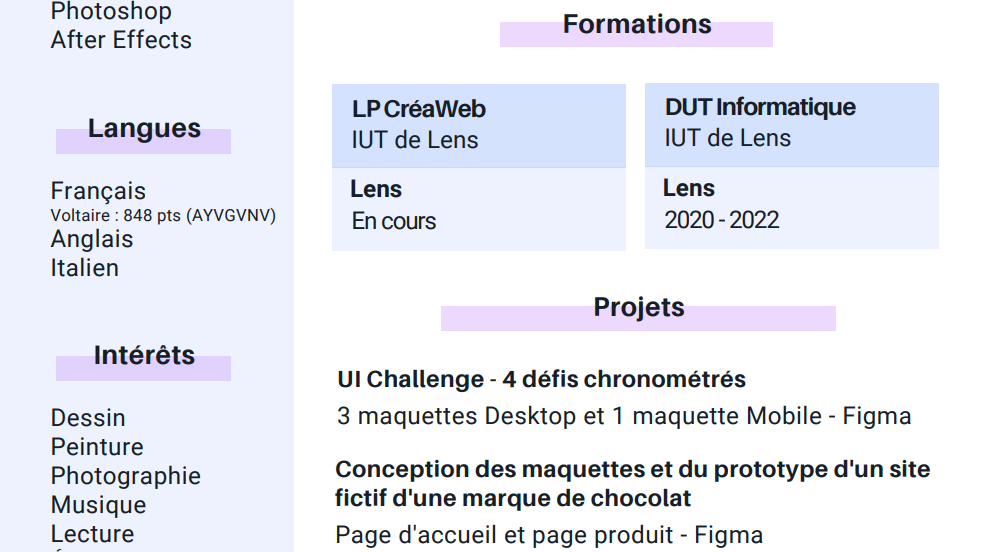 Photoshop
After Effects
Langues
Français
Voltaire : 848 pts (AYVGVNV)
Anglais
Italien
Intérêts
Dessin
Peinture
Photographie
Musique
Lecture
Formations
LP CréaWeb
IUT de Lens
Lens
En cours
DUT Informatique
IUT de Lens
Lens
2020 - 2022
Projets
UI Challenge - 4 défis chronométrés
3 maquettes Desktop et 1 maquette Mobile - Figma
Conception des maquettes et du prototype d'un site
fictif d'une marque de chocolat
Page d'accueil et page produit - Figma